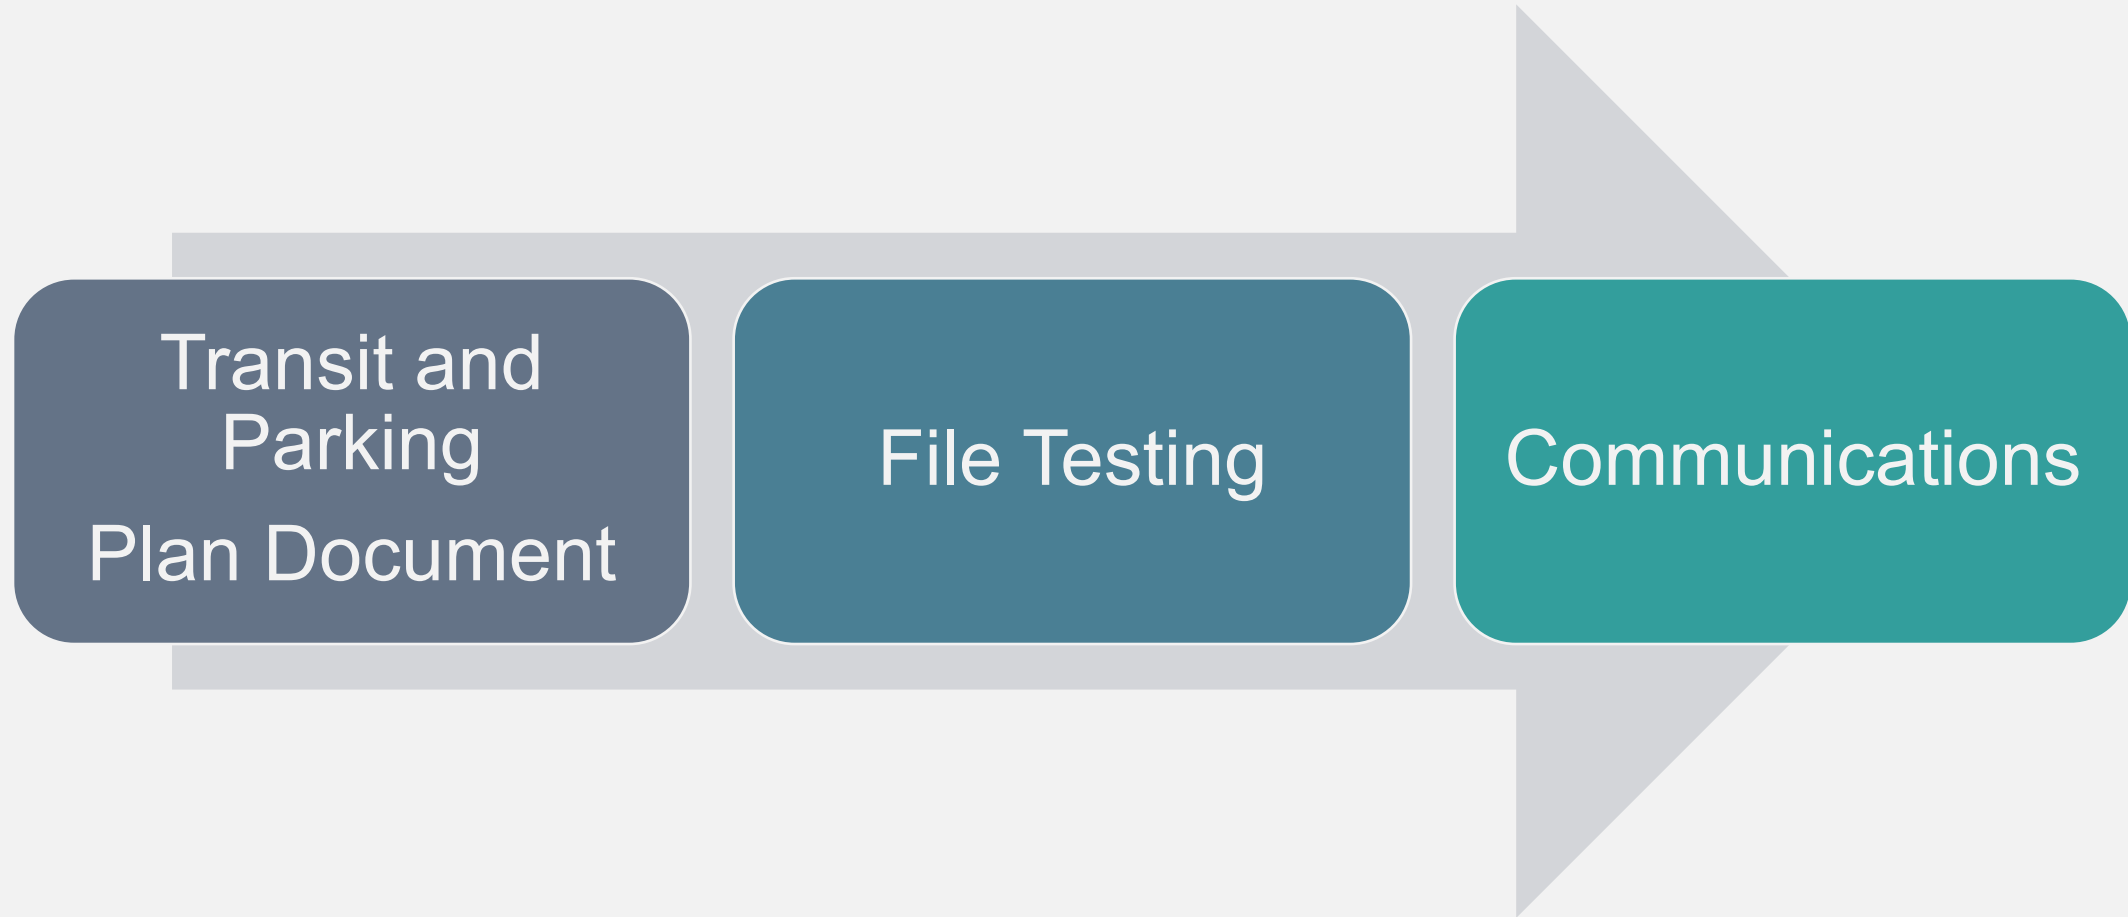 Transit and
Parking
Plan Document
File Testing
Communications